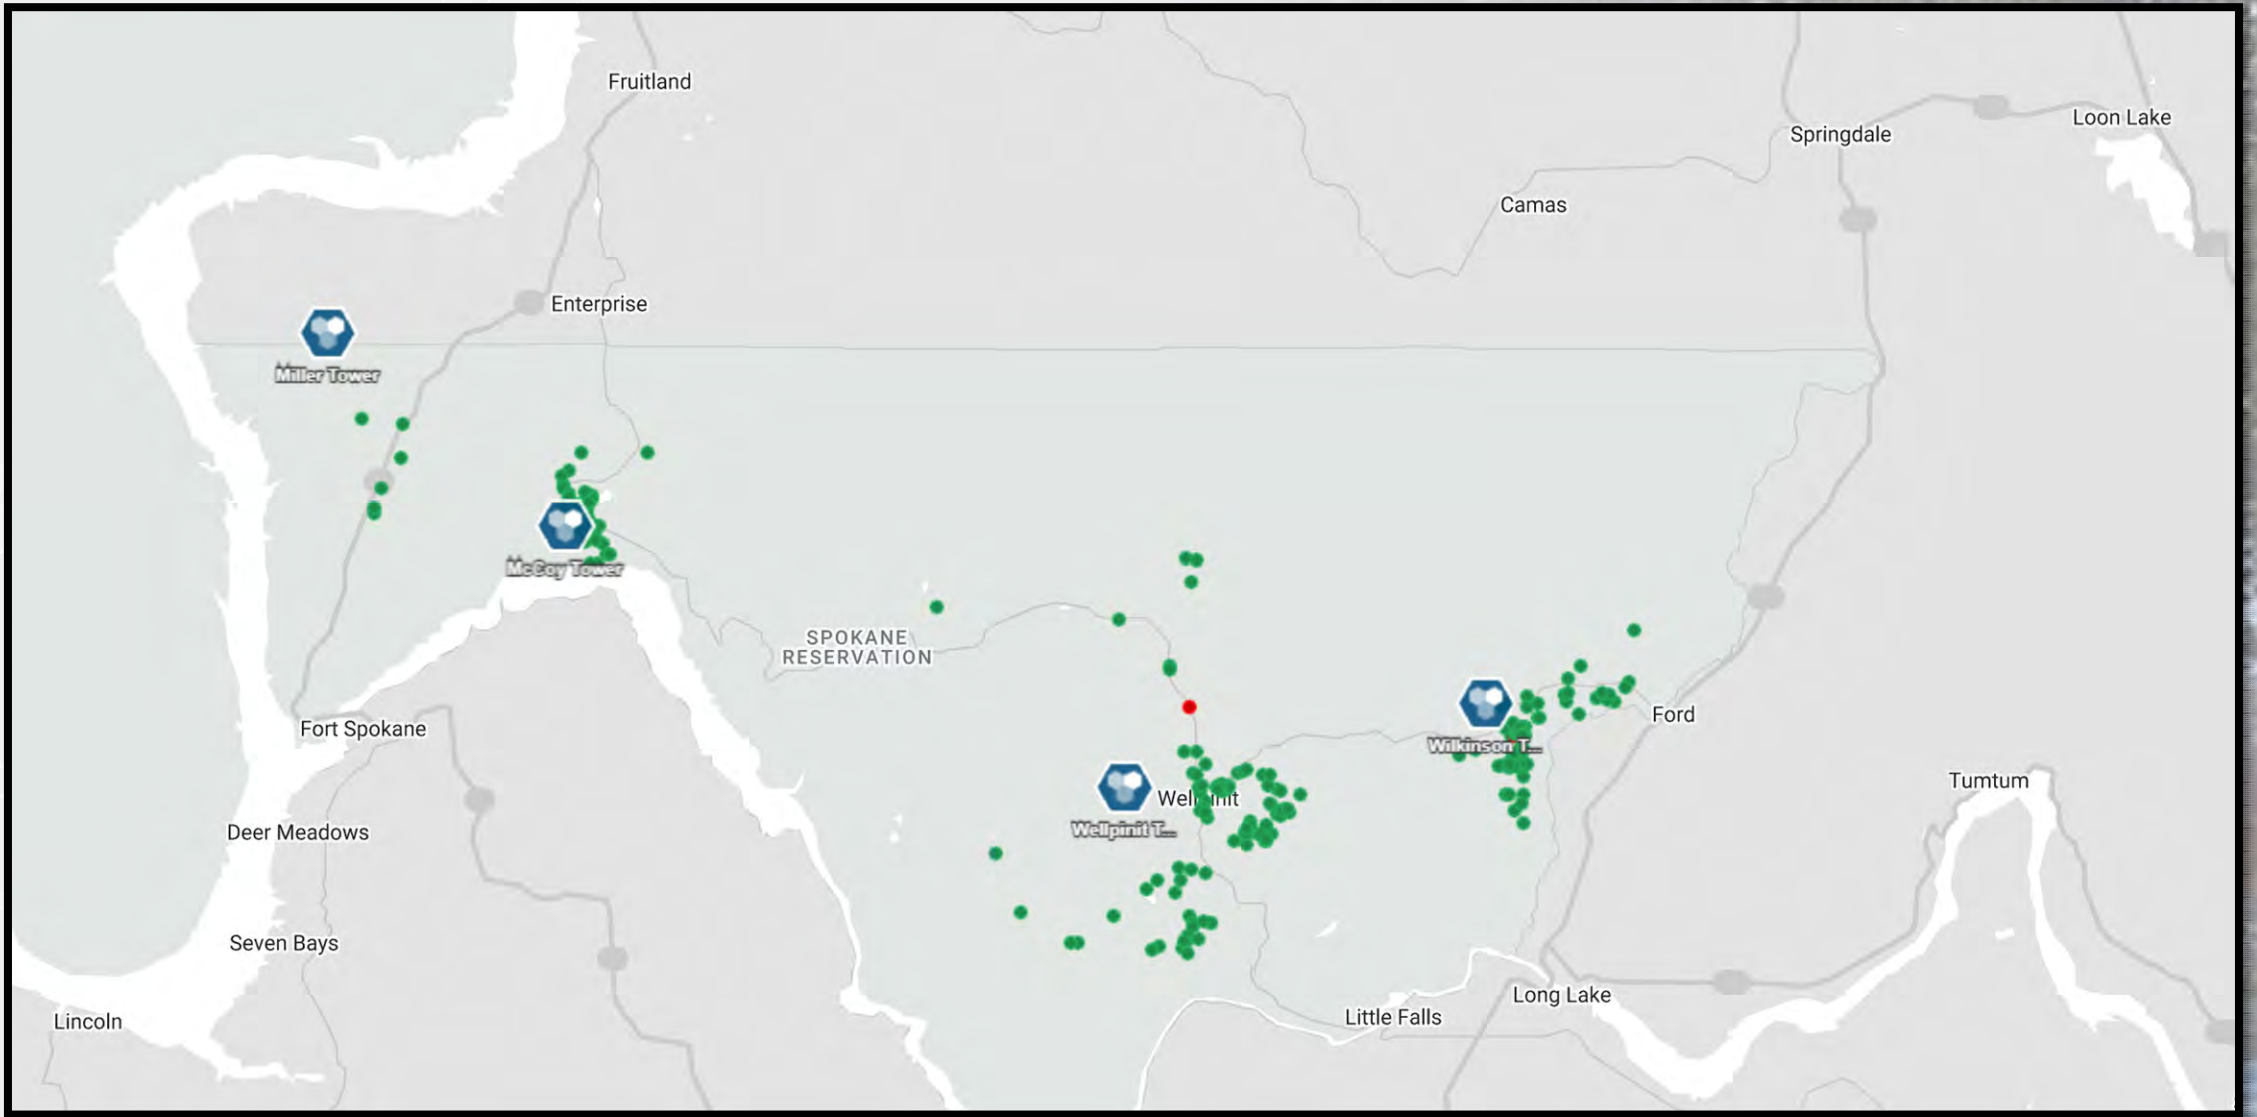 Fruitland
Loon Lake
Springdale
Camas
Enterprise
Miller Tower
McCoy Tower
SPOKANE
RESERVATION
Ford
Fort Spokane
Wilkinson T...
Tumtum
Wellpinit
Wellpinit T...
Deer Meadows
Seven Bays
Long Lake
Little Falls
Lincoln